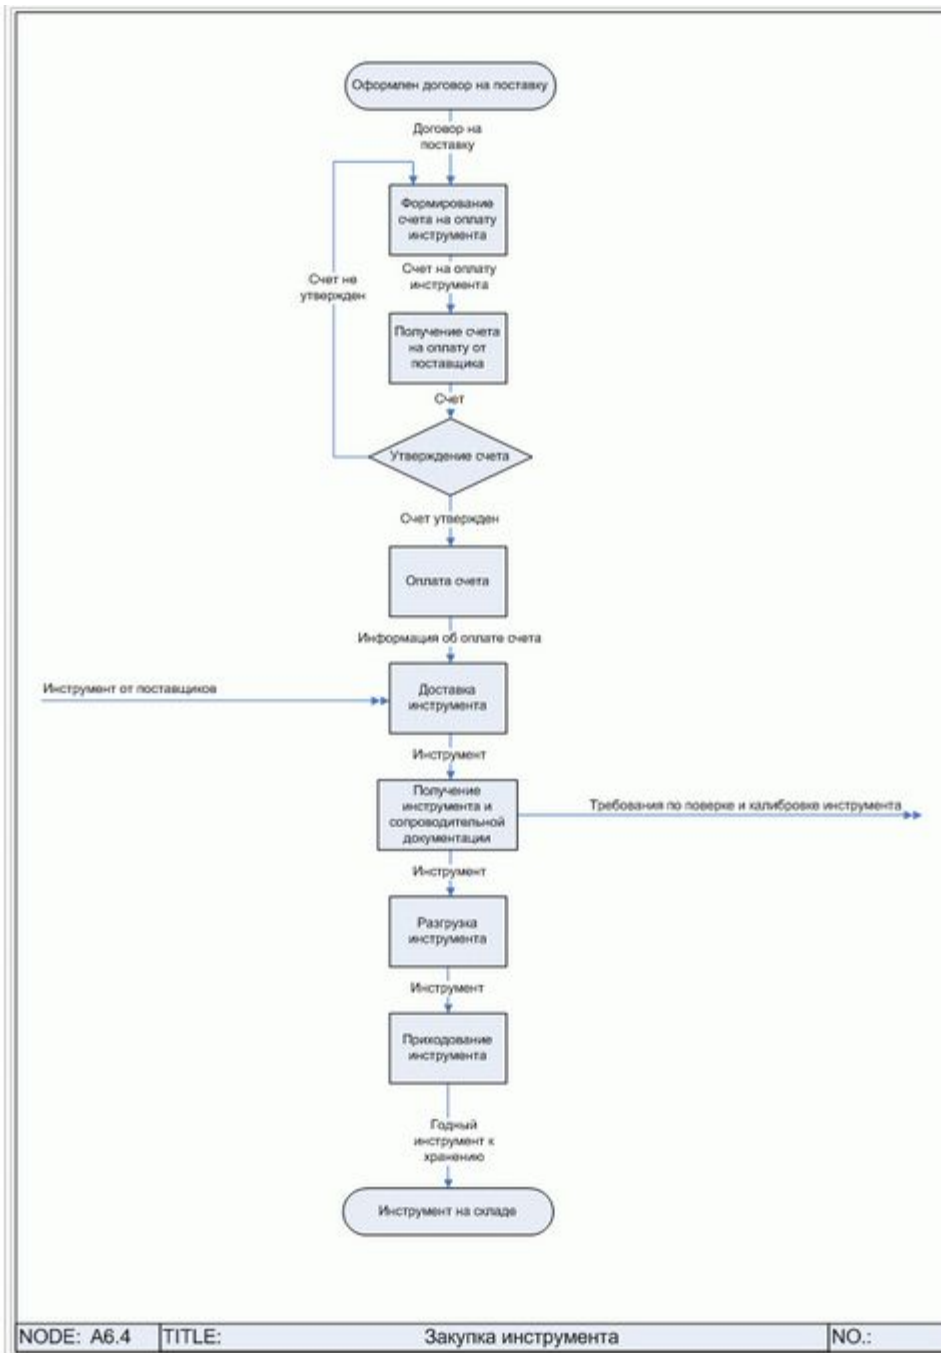 Оформлен договор на поставку
Договор на
поставку
Формирование
счета на оплату
инструмента
Счет не
утвержден
Счет на оплату
инструмента
Получение счета
на оплату от
поставщика
Счет
Утверждение счета
Счет утвержден
Оплата счета
Информация об оплате счета
Инструмент от поставщиков
Доставка
инструмента
Инструмент
Получение
инструмента и
сопроводительной
документации
Требования по поверке и калибровке инструмента
Инструмент
Разгрузка
инструмента
Инструмент
Приходование
инструмента
Годный
инструмент к
хранению
Инструмент на складе
NODE: A6.4 TITLE: Закупка инструмента NO.: